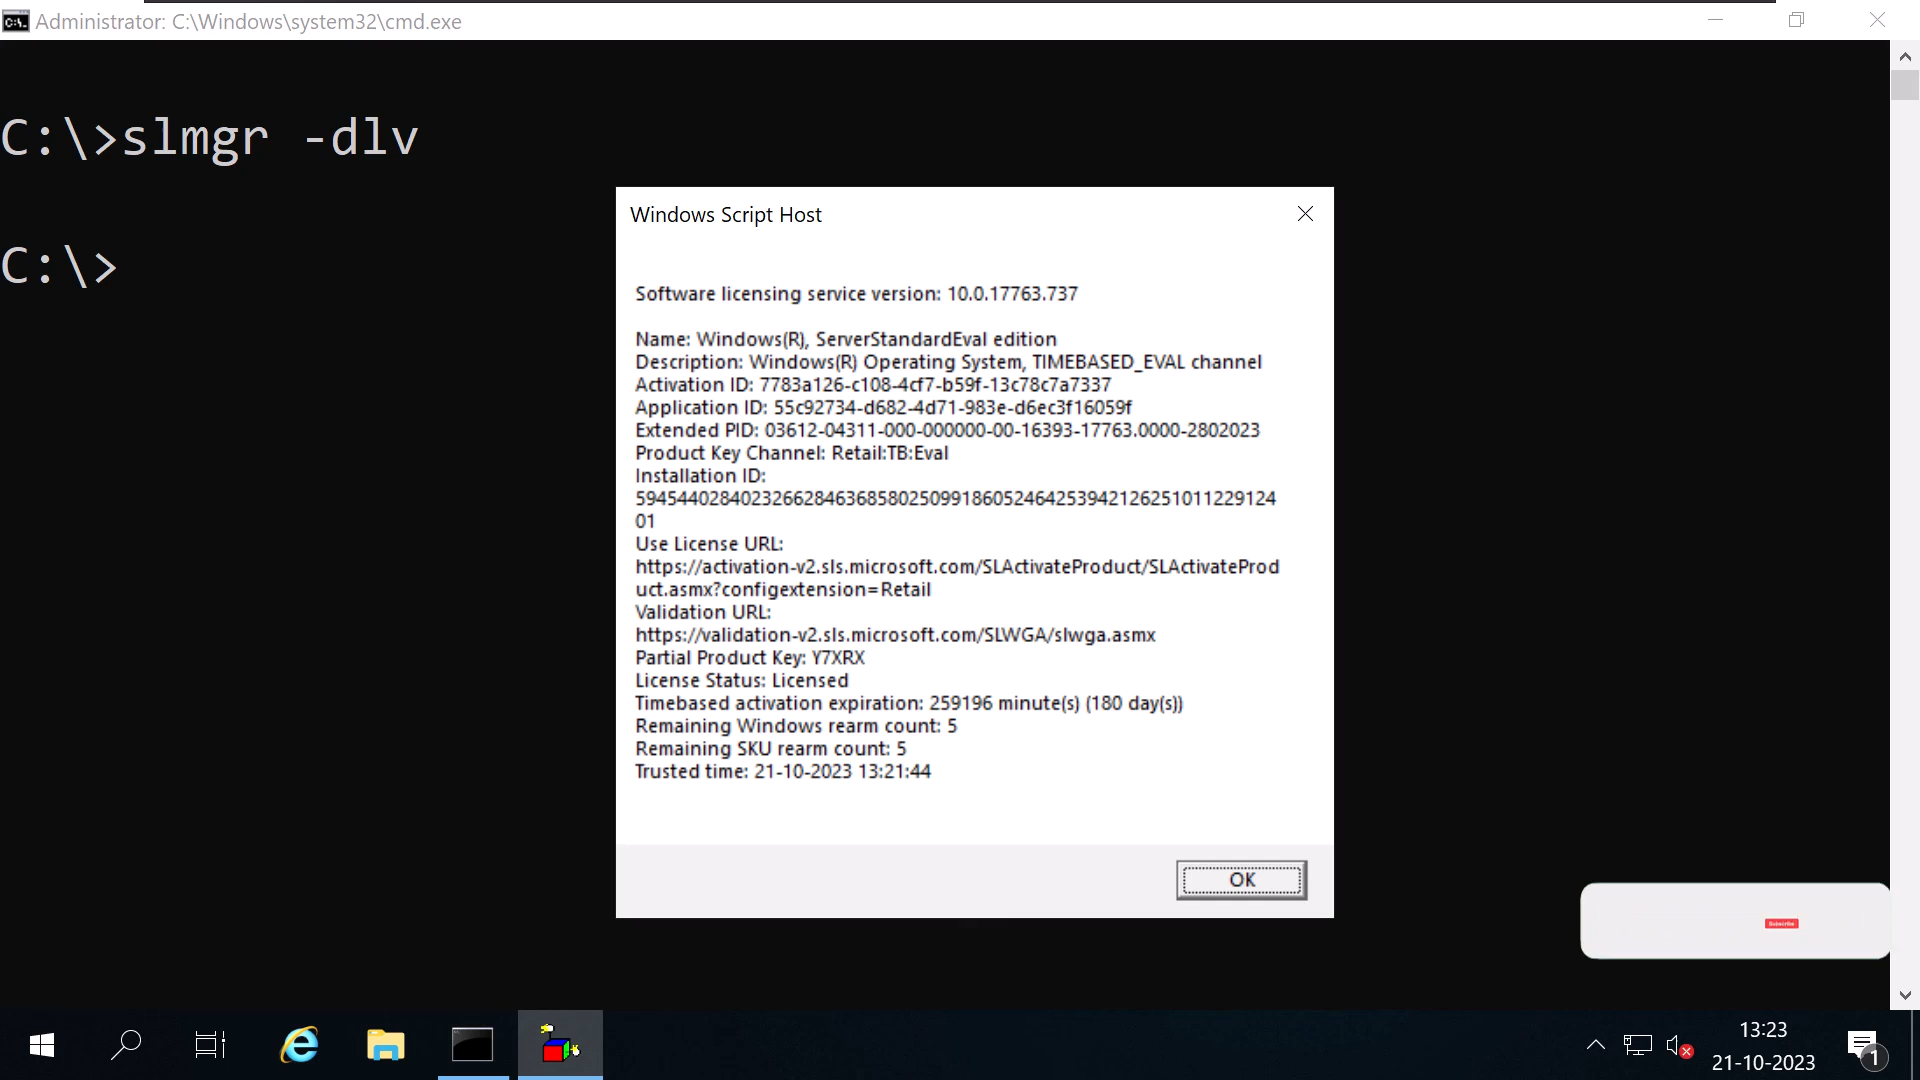 Administrator: C:\Windows\system32\cmd.exe
C:\>slmgr -dlv
C:\>
Windows Script Host
Software licensing service version: 10.0.17763.737
Name: Windows(R), ServerStandardEval edition
Description: Windows(R) Operating System, TIMEBASED_EVAL channel
Activation ID: 7783a126-c108-4cf7-b59f-13c78c7a7337
Application ID: 55c92734-d682-4d71-983e-d6ec3f16059f
Extended PID: 03612-04311-000-000000-00-16393-17763.0000-2802023
Product Key Channel: Retail:TB:Eval
Installation ID:
5945440284023266284636858025099186052464253942126251011229124
01
Use License URL:
https://activation-v2.sls.microsoft.com/SLActivateProduct/SLActivateProd
uct.asmx?configextension=Retail
Validation URL:
https://validation-v2.sls.microsoft.com/SLWGA/slwga.asmx
Partial Product Key: Y7XRX
License Status: Licensed
Timebased activation expiration: 259196 minute(s) (180 day(s))
Remaining Windows rearm count: 5
Remaining SKU rearm count: 5
Trusted time: 21-10-2023 13:21:44
OK
Subscribe
13:23
21-10-2023
1